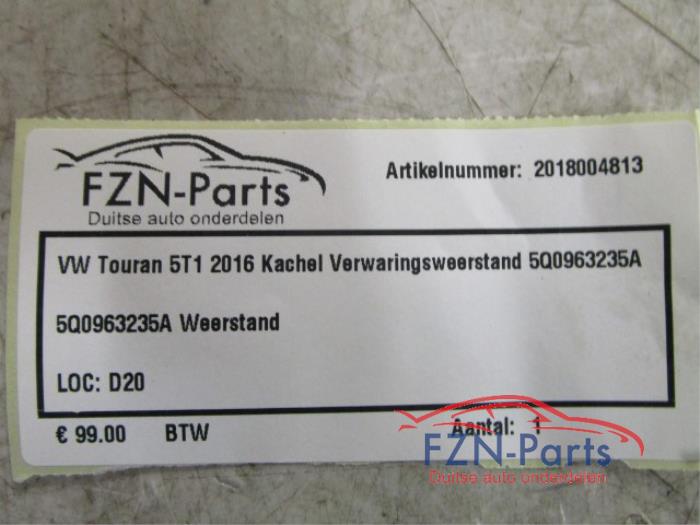 FZN-Parts
Duitse auto onderdelen
Artikelnummer: 2018004813
VW Touran 5T1 2016 Kachel Verwaringsweerstand 5Q0963235A
5Q0963235A Weerstand
LOC: D20
€ 99.00 BTW
Aantal: 1
FZN-Parts
Duitse auto onderdelen